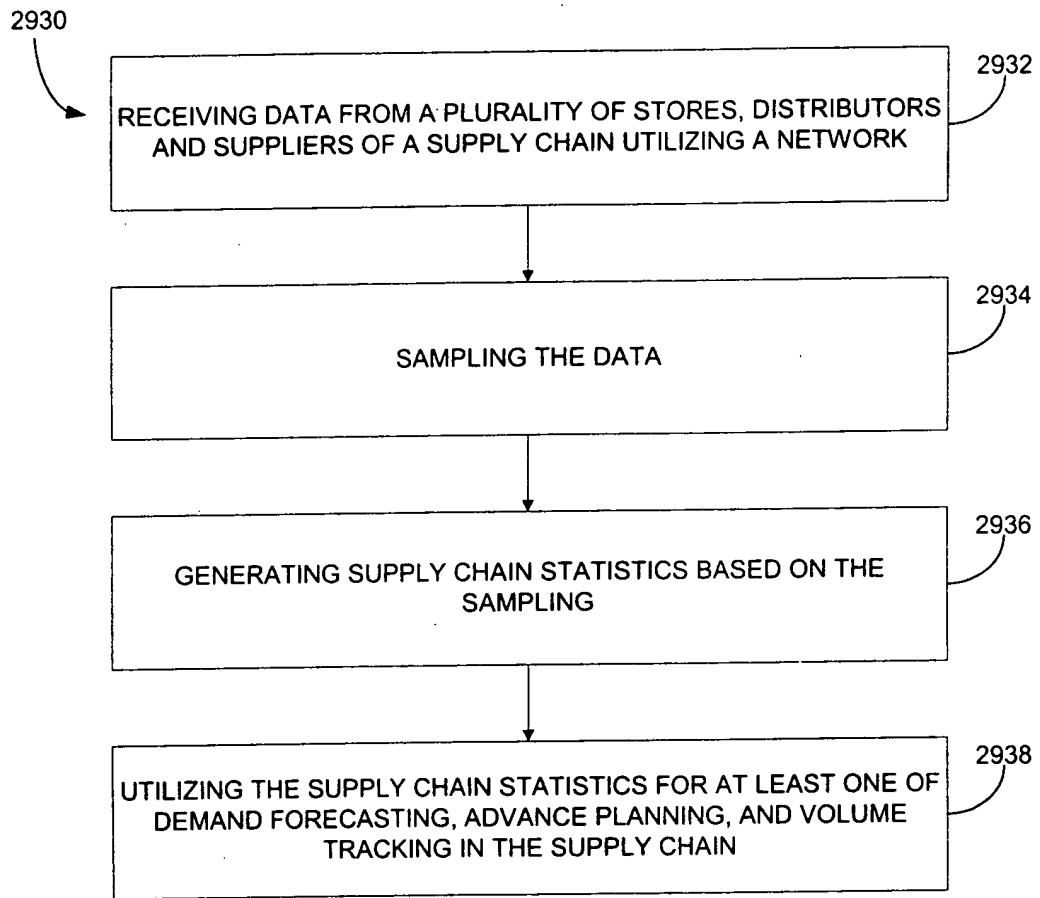 2930
2932
RECEIVING DATA FROM A PLURALITY OF STORES, DISTRIBUTORS
AND SUPPLIERS OF A SUPPLY CHAIN UTILIZING A NETWORK
2934
SAMPLING THE DATA
2936
GENERATING SUPPLY CHAIN STATISTICS BASED ON THE
SAMPLING
2938
UTILIZING THE SUPPLY CHAIN STATISTICS FOR AT LEAST ONE OF
DEMAND FORECASTING, ADVANCE PLANNING, AND VOLUME
TRACKING IN THE SUPPLY CHAIN